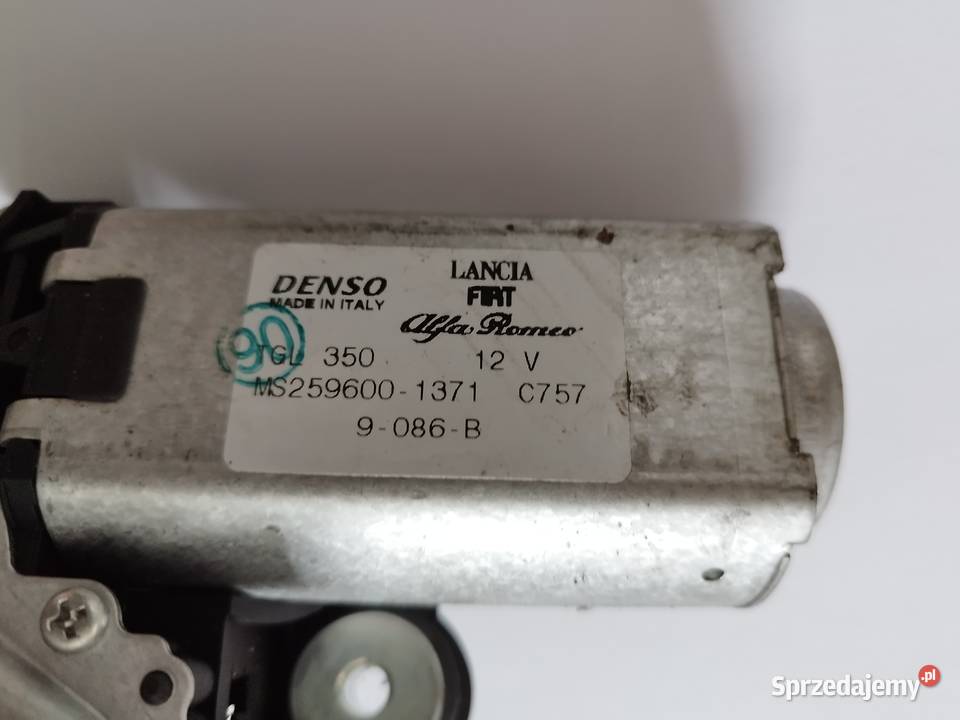 DENSO
MADE IN ITALY
LANCIA
FIAT
Alfa Romeo
90
TGL 350 12 V
MS259600-1371 C757
9-086-B
Sprzedajemy.pl